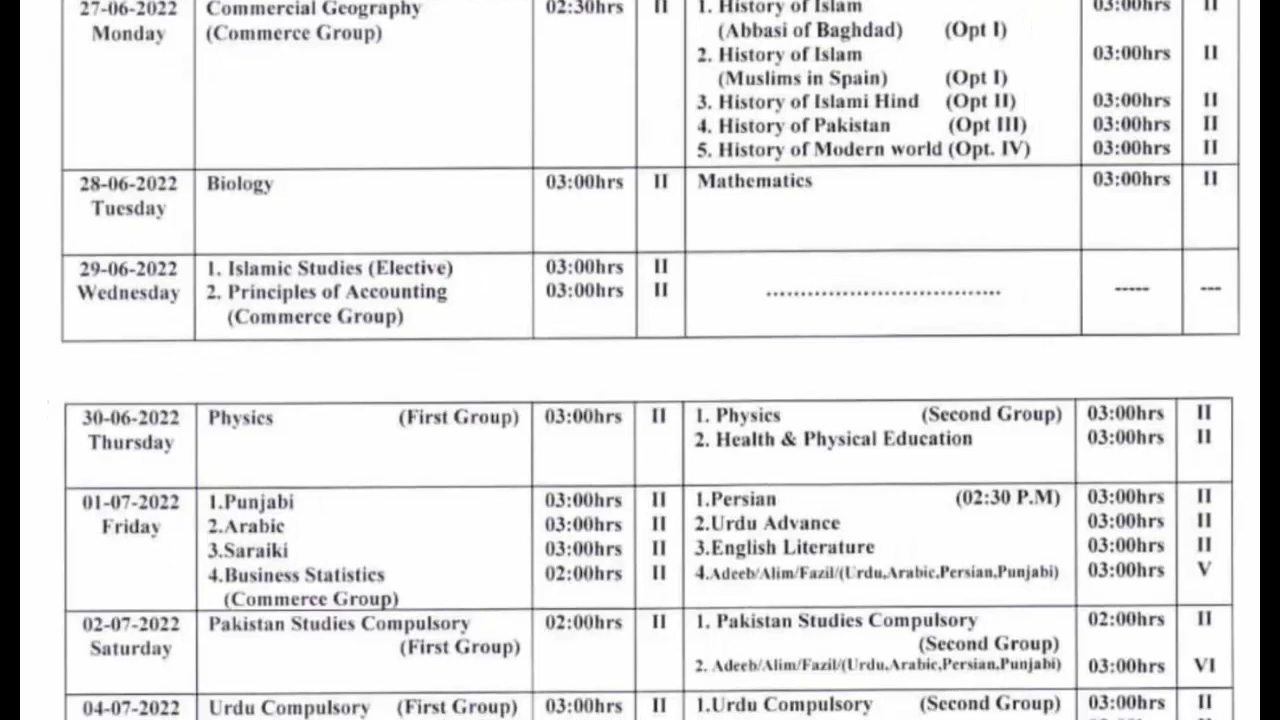 27-06-2022 Commercial Geography 02:30hrs II 1. History of Islam 03:00hrs II
Monday (Commerce Group) (Abbasi of Baghdad) (Opt I)
2. History of Islam 03:00hrs II
(Muslims in Spain) (Opt I)
3. History of Islami Hind (Opt II) 03:00hrs II
4. History of Pakistan (Opt III) 03:00hrs II
5. History of Modern world (Opt. IV) 03:00hrs II
28-06-2022 Biology 03:00hrs II Mathematics 03:00hrs II
Tuesday
29-06-2022 1. Islamic Studies (Elective) 03:00hrs II
Wednesday 2. Principles of Accounting 03:00hrs II .................................. ----- ---
(Commerce Group)
30-06-2022 Physics (First Group) 03:00hrs II 1. Physics (Second Group) 03:00hrs II
Thursday 2. Health & Physical Education 03:00hrs II
01-07-2022 1.Punjabi 03:00hrs II 1.Persian (02:30 P.M) 03:00hrs II
Friday 2.Arabic 03:00hrs II 2.Urdu Advance 03:00hrs II
3.Saraiki 03:00hrs II 3.English Literature 03:00hrs II
4.Business Statistics 02:00hrs II 4.Adeeb/Alim/Fazil/(Urdu,Arabic,Persian,Punjabi) 03:00hrs V
(Commerce Group)
02-07-2022 Pakistan Studies Compulsory 02:00hrs II 1. Pakistan Studies Compulsory 02:00hrs II
Saturday (First Group) (Second Group)
2. Adeeb/Alim/Fazil/(Urdu,Arabic,Persian,Punjabi) 03:00hrs VI
04-07-2022 Urdu Compulsory (First Group) 03:00hrs II 1.Urdu Compulsory (Second Group) 03:00hrs II